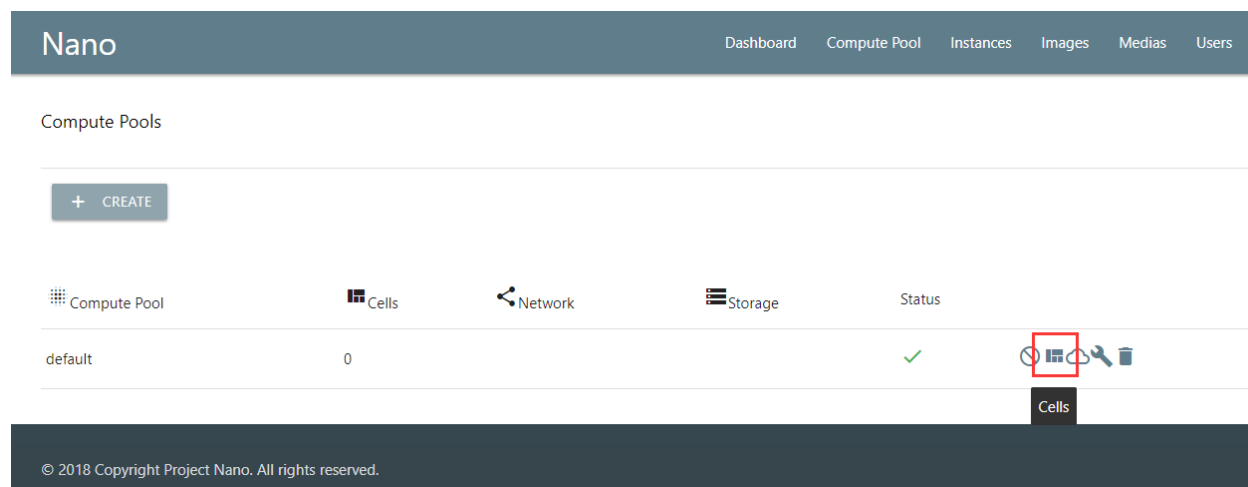 Nano Dashboard Compute Pool Instances Images Medias Users
Compute Pools
+ CREATE
Compute Pool Cells Network Storage Status
default 0
Cells
© 2018 Copyright Project Nano. All rights reserved.